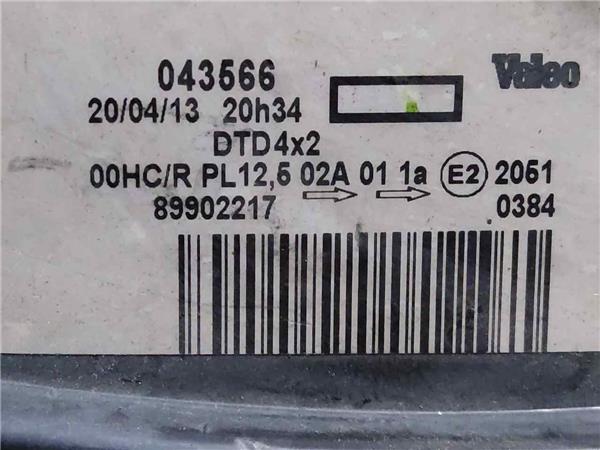 043566
Valeo
20/04/13 20h34
DTD4x2
00HC/R PL12,5 02A → 01 1a → E2 2051
89902217
0384